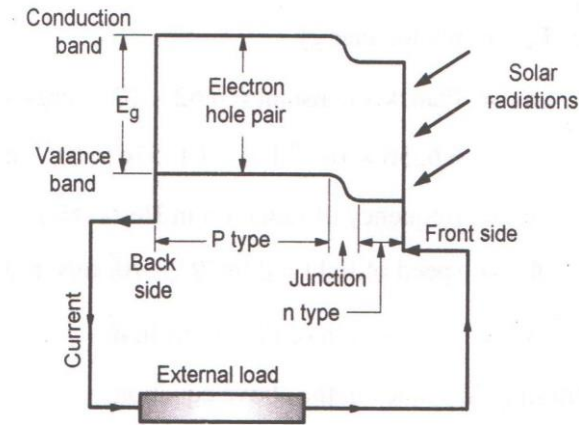 Conduction
band
Eg
Electron
hole pair
Solar
radiations
Valance
band
P type
Front side
Back
side
Junction
n type
Current
External load